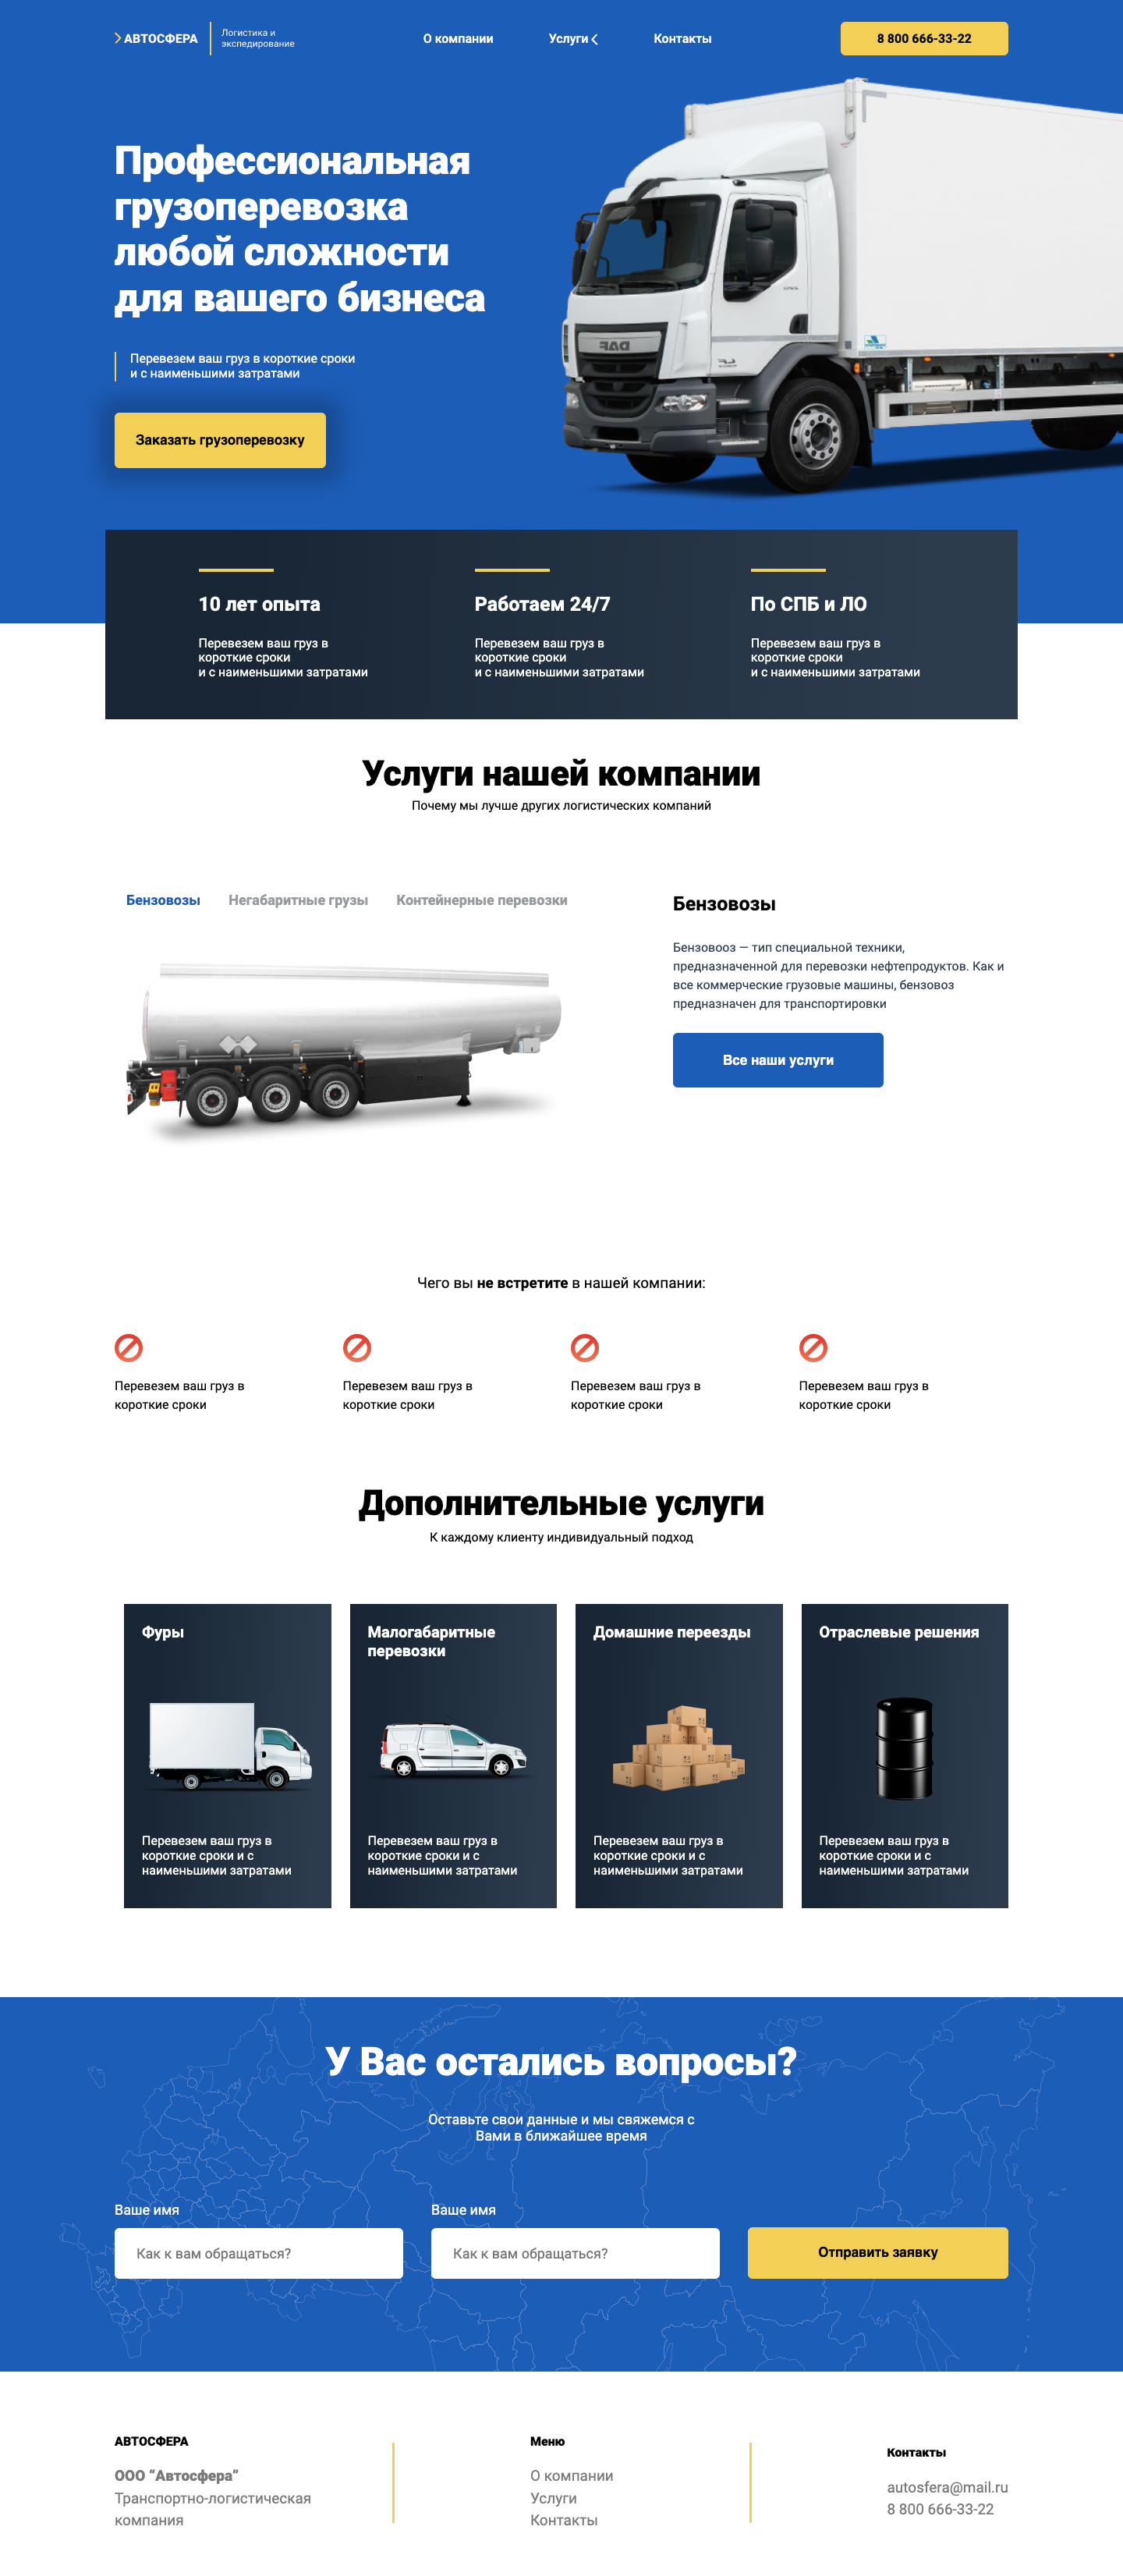 АВТОСФЕРА
Логистика и
экспедирование
О компании
Услуги
Контакты
8 800 666-33-22
Профессиональная
грузоперевозка
любой сложности
для вашего бизнеса
Перевезем ваш груз в короткие сроки
и с наименьшими затратами
Заказать грузоперевозку
10 лет опыта
Перевезем ваш груз в
короткие сроки
и с наименьшими затратами
Работаем 24/7
Перевезем ваш груз в
короткие сроки
и с наименьшими затратами
По СПБ и ЛО
Перевезем ваш груз в
короткие сроки
и с наименьшими затратами
Услуги нашей компании
Почему мы лучше других логистических компаний
Бензовозы
Негабаритные грузы
Контейнерные перевозки
Бензовозы
Бензовооз — тип специальной техники,
предназначенной для перевозки нефтепродуктов. Как и
все коммерческие грузовые машины, бензовоз
предназначен для транспортировки
Все наши услуги
Чего вы не встретите в нашей компании:
Перевезем ваш груз в
короткие сроки
Перевезем ваш груз в
короткие сроки
Перевезем ваш груз в
короткие сроки
Перевезем ваш груз в
короткие сроки
Дополнительные услуги
К каждому клиенту индивидуальный подход
Фуры
Перевезем ваш груз в
короткие сроки и с
наименьшими затратами
Малогабаритные
перевозки
Перевезем ваш груз в
короткие сроки и с
наименьшими затратами
Домашние переезды
Перевезем ваш груз в
короткие сроки и с
наименьшими затратами
Отраслевые решения
Перевезем ваш груз в
короткие сроки и с
наименьшими затратами
У Вас остались вопросы?
Оставьте свои данные и мы свяжемся с
Вами в ближайшее время
Ваше имя
Как к вам обращаться?
Ваше имя
Как к вам обращаться?
Отправить заявку
АВТОСФЕРА
ООО “Автосфера”
Транспортно-логистическая
компания
Меню
О компании
Услуги
Контакты
Контакты
autosfera@mail.ru
8 800 666-33-22